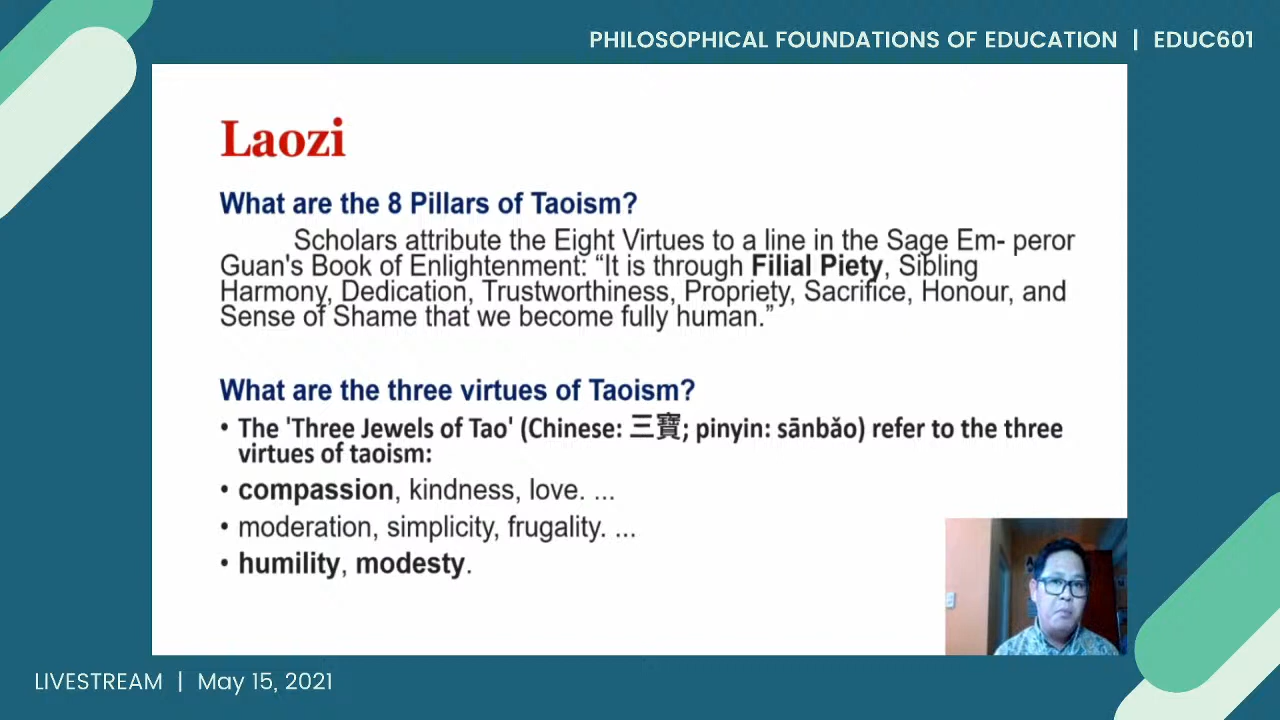 PHILOSOPHICAL FOUNDATIONS OF EDUCATION | EDUC601
Laozi
What are the 8 Pillars of Taoism?
Scholars attribute the Eight Virtues to a line in the Sage Em- peror
Guan's Book of Enlightenment: “It is through Filial Piety, Sibling
Harmony, Dedication, Trustworthiness, Propriety, Sacrifice, Honour, and
Sense of Shame that we become fully human.”
What are the three virtues of Taoism?
• The 'Three Jewels of Tao' (Chinese: 三寶; pinyin: sānbǎo) refer to the three
virtues of taoism:
• compassion, kindness, love. ...
• moderation, simplicity, frugality. ...
• humility, modesty.
LIVESTREAM | May 15, 2021